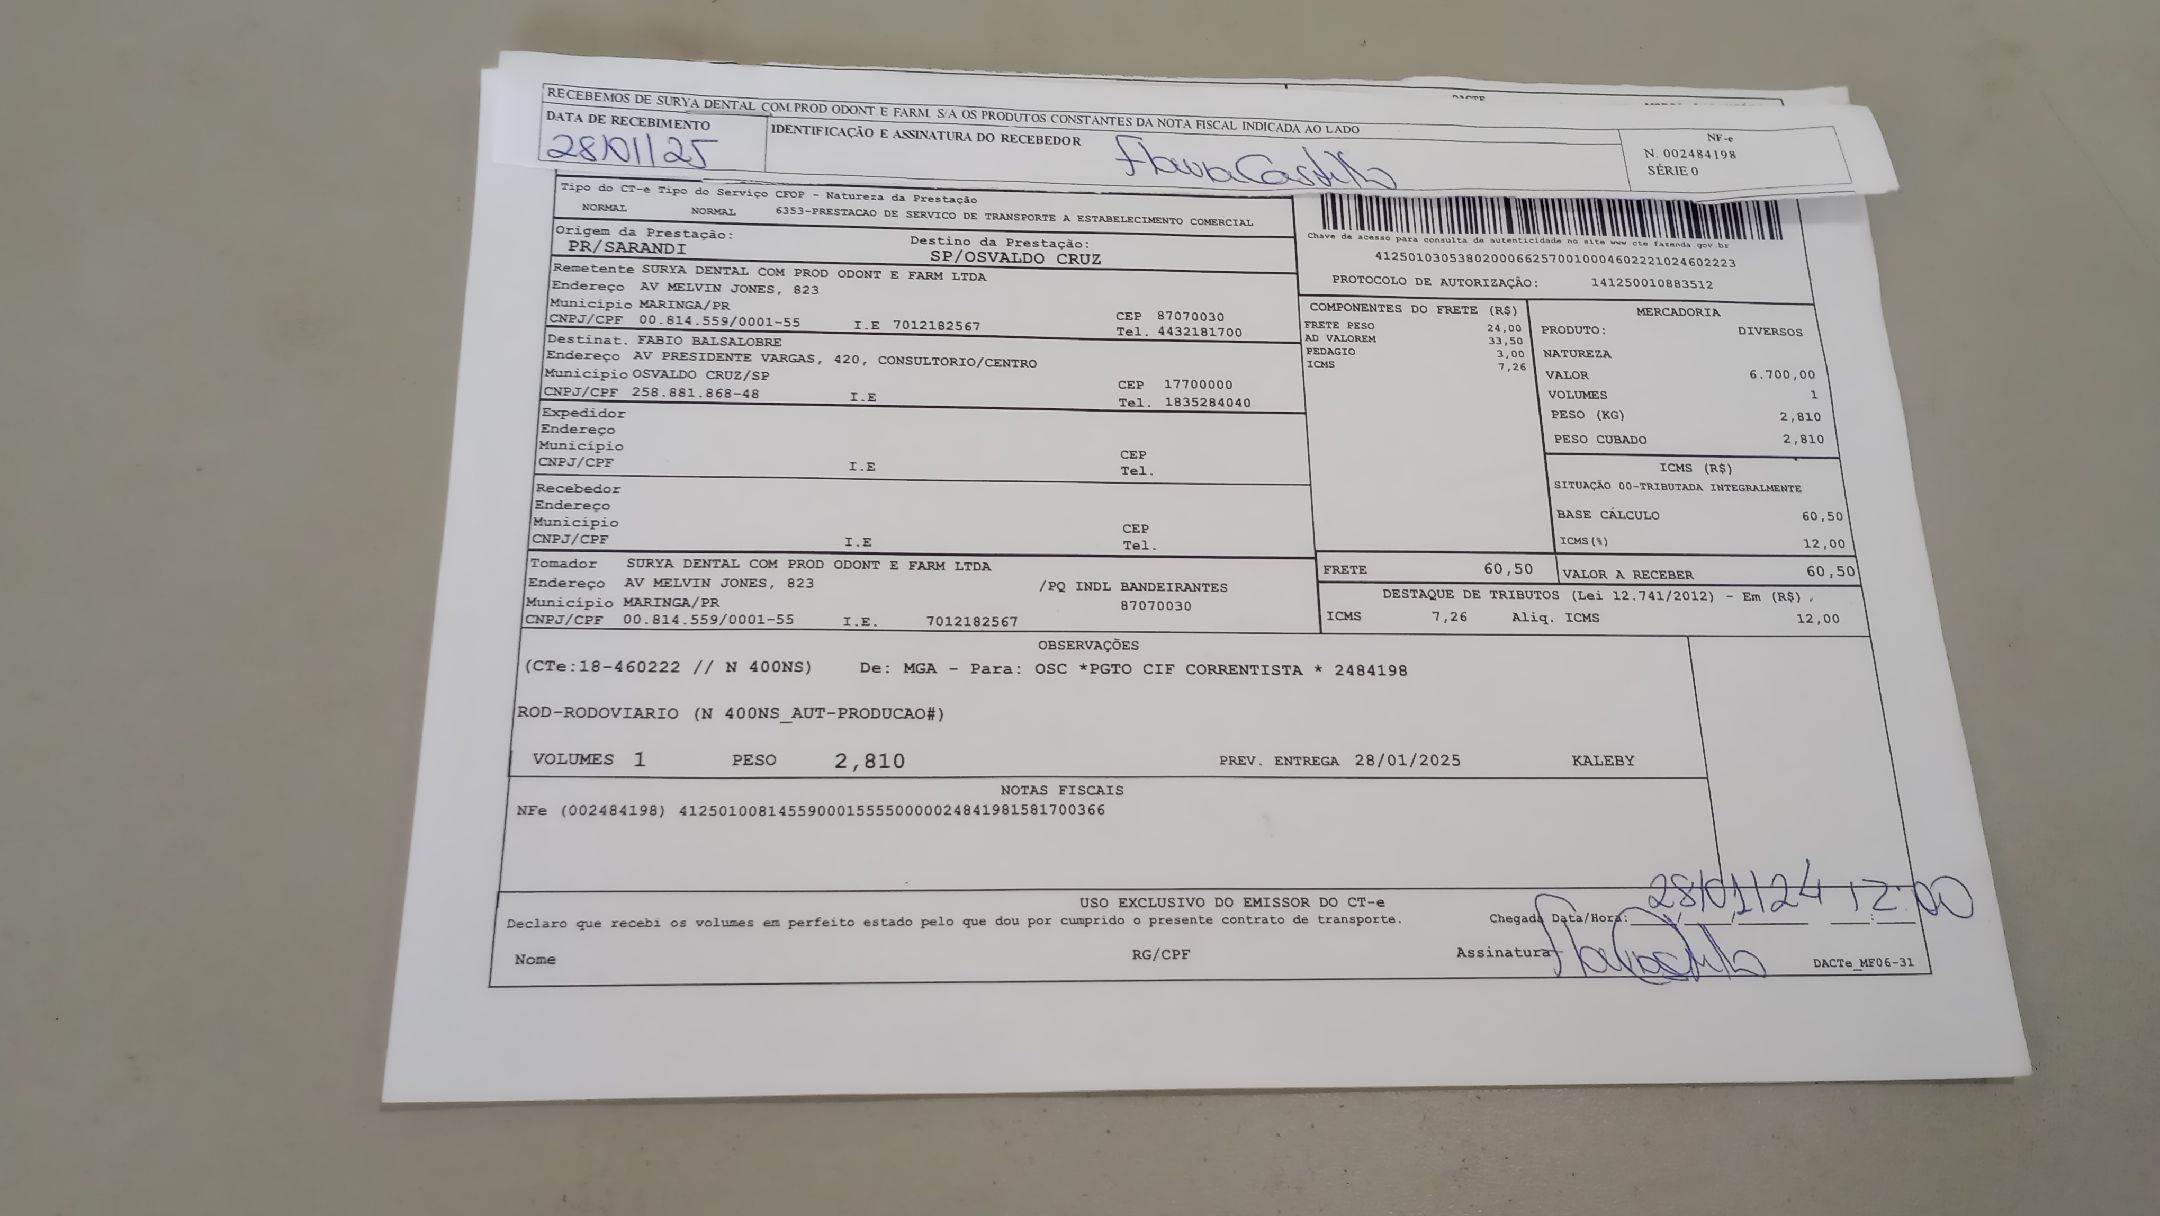 RECEBEMOS DE SURYA DENTAL COM.PROD ODONT E FARM. S/A OS PRODUTOS CONSTANTES DA NOTA FISCAL INDICADA AO LADO
DATA DE RECEBIMENTO
28/01/25
IDENTIFICAÇÃO E ASSINATURA DO RECEBEDOR
Flavia Castilho
NF-e
N. 002484198
SÉRIE 0
DACTE
Tipo do CT-e Tipo do Serviço CFOP - Natureza da Prestação
NORMAL NORMAL 6353-PRESTACAO DE SERVICO DE TRANSPORTE A ESTABELECIMENTO COMERCIAL
Origem da Prestação: Destino da Prestação:
PR/SARANDI SP/OSVALDO CRUZ
Chave de acesso para consulta de autenticidade no site www.cte.fazenda.gov.br
41250103053802000662570010004602221024602223
PROTOCOLO DE AUTORIZAÇÃO: 141250010883512
Remetente SURYA DENTAL COM PROD ODONT E FARM LTDA
Endereço AV MELVIN JONES, 823
Município MARINGA/PR CEP 87070030
CNPJ/CPF 00.814.559/0001-55 I.E 7012182567 Tel. 4432181700
Destinat. FABIO BALSALOBRE
Endereço AV PRESIDENTE VARGAS, 420, CONSULTORIO/CENTRO
Município OSVALDO CRUZ/SP CEP 17700000
CNPJ/CPF 258.881.868-48 I.E Tel. 1835284040
Expedidor
Endereço
Município CEP
CNPJ/CPF I.E Tel.
Recebedor
Endereço
Município CEP
CNPJ/CPF I.E Tel.
Tomador SURYA DENTAL COM PROD ODONT E FARM LTDA
Endereço AV MELVIN JONES, 823 /PQ INDL BANDEIRANTES
Município MARINGA/PR 87070030
CNPJ/CPF 00.814.559/0001-55 I.E. 7012182567
COMPONENTES DO FRETE (R$)
FRETE PESO 24,00
AD VALOREM 33,50
PEDAGIO 3,00
ICMS 7,26
MERCADORIA
PRODUTO: DIVERSOS
NATUREZA
VALOR 6.700,00
VOLUMES 1
PESO (KG) 2,810
PESO CUBADO 2,810
ICMS (R$)
SITUAÇÃO 00-TRIBUTADA INTEGRALMENTE
BASE CÁLCULO 60,50
ICMS(%) 12,00
FRETE 60,50 VALOR A RECEBER 60,50
DESTAQUE DE TRIBUTOS (Lei 12.741/2012) - Em (R$) .
ICMS 7,26 Aliq. ICMS 12,00
OBSERVAÇÕES
(CTe:18-460222 // N 400NS) De: MGA - Para: OSC *PGTO CIF CORRENTISTA * 2484198
ROD-RODOVIARIO (N 400NS_AUT-PRODUCAO#)
VOLUMES 1 PESO 2,810 PREV. ENTREGA 28/01/2025 KALEBY
NOTAS FISCAIS
NFe (002484198) 41250100814559000155550000024841981581700366
USO EXCLUSIVO DO EMISSOR DO CT-e
Declaro que recebi os volumes em perfeito estado pelo que dou por cumprido o presente contrato de transporte.
Chegada Data/Hora: 28/01/24 12:00
Nome RG/CPF Assinatura Flavia Castilho
DACTe_MF06-31